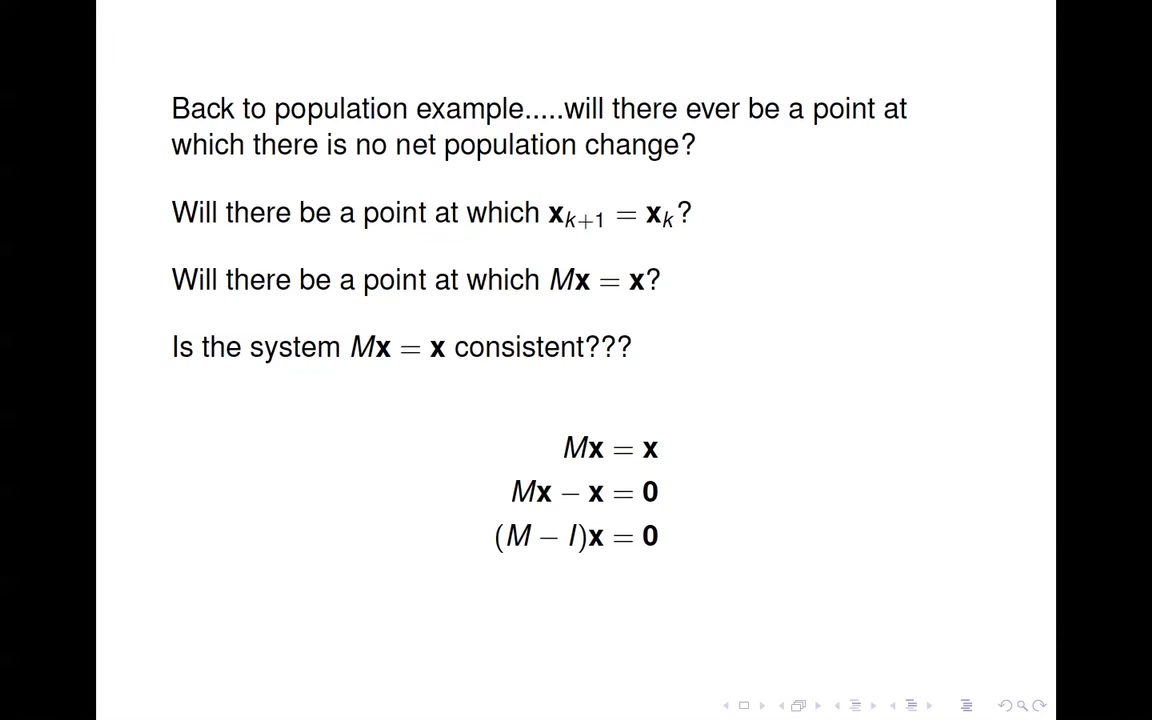 Back to population example.....will there ever be a point at
which there is no net population change?
Will there be a point at which x_{k+1} = x_k?
Will there be a point at which Mx = x?
Is the system Mx = x consistent???
Mx = x
Mx − x = 0
(M − I)x = 0